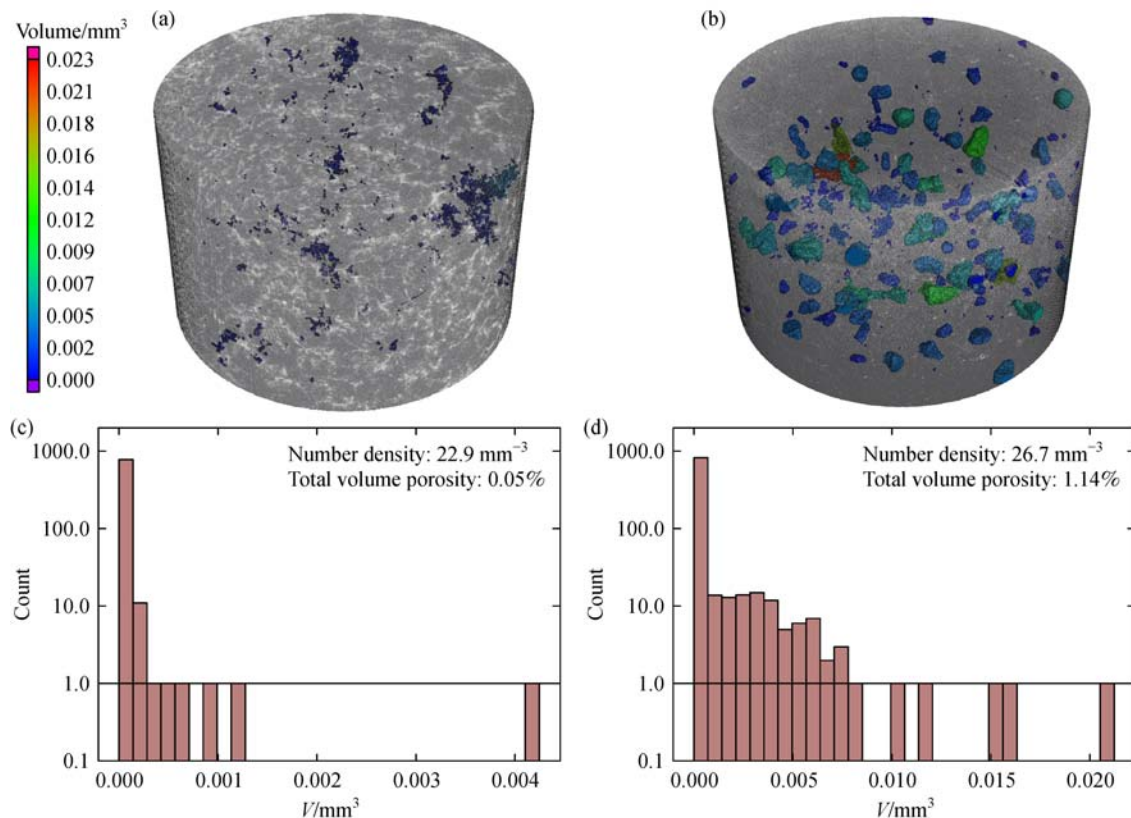 Volume/mm³
0.023
0.021
0.018
0.016
0.014
0.012
0.009
0.007
0.005
0.002
0.000
(a)
(b)
(c)
Number density: 22.9 mm⁻³
Total volume porosity: 0.05%
1000.0
100.0
10.0
1.0
0.1
Count
0.000
0.001
0.002
0.003
0.004
V/mm³
(d)
Number density: 26.7 mm⁻³
Total volume porosity: 1.14%
1000.0
100.0
10.0
1.0
0.1
Count
0.000
0.005
0.010
0.015
0.020
V/mm³